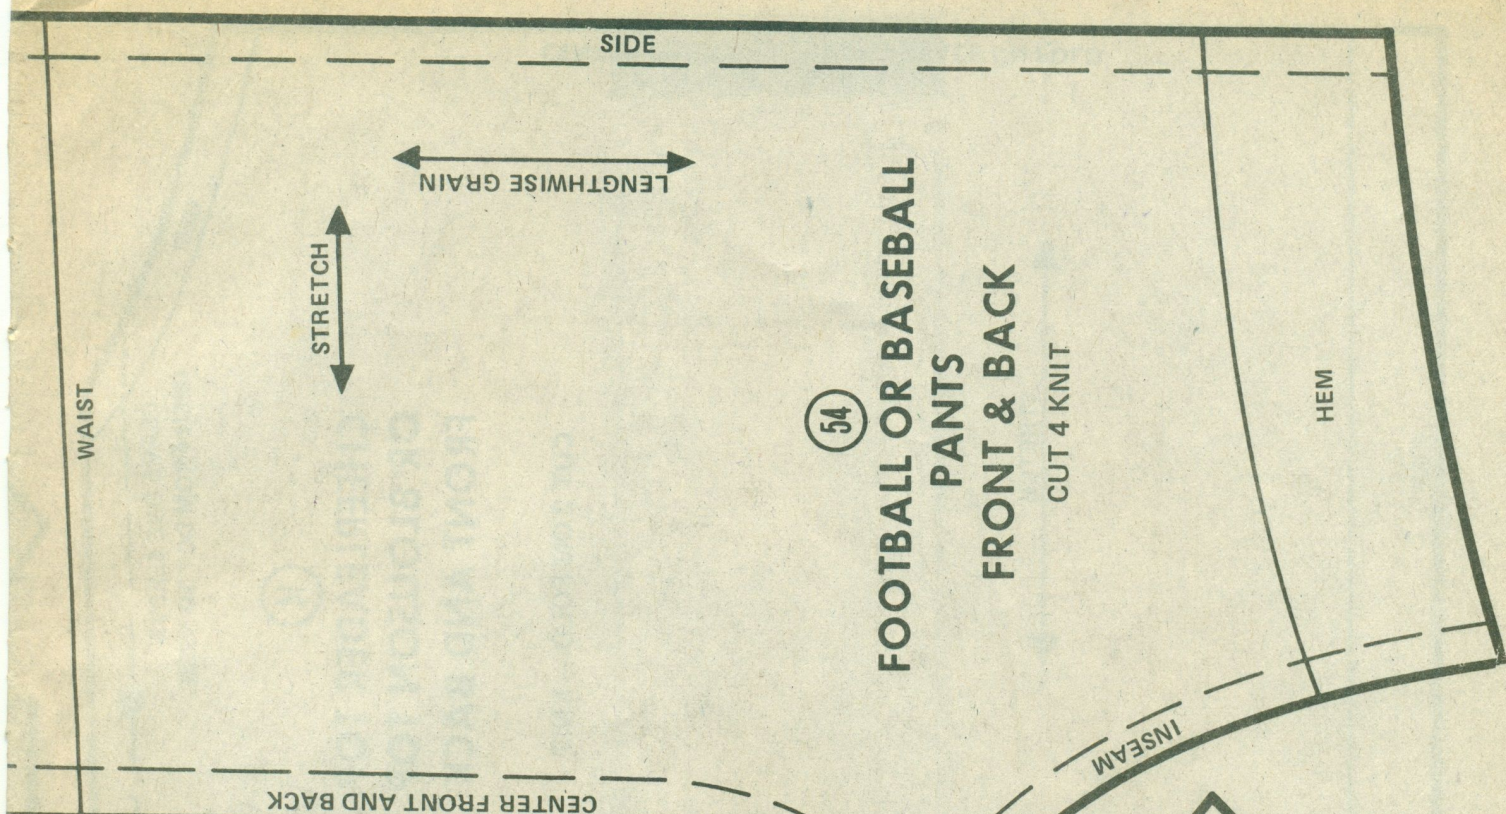 SIDE
LENGTHWISE GRAIN
STRETCH
WAIST
54
FOOTBALL OR BASEBALL
PANTS
FRONT & BACK
CUT 4 KNIT
HEM
INSEAM
CENTER FRONT AND BACK